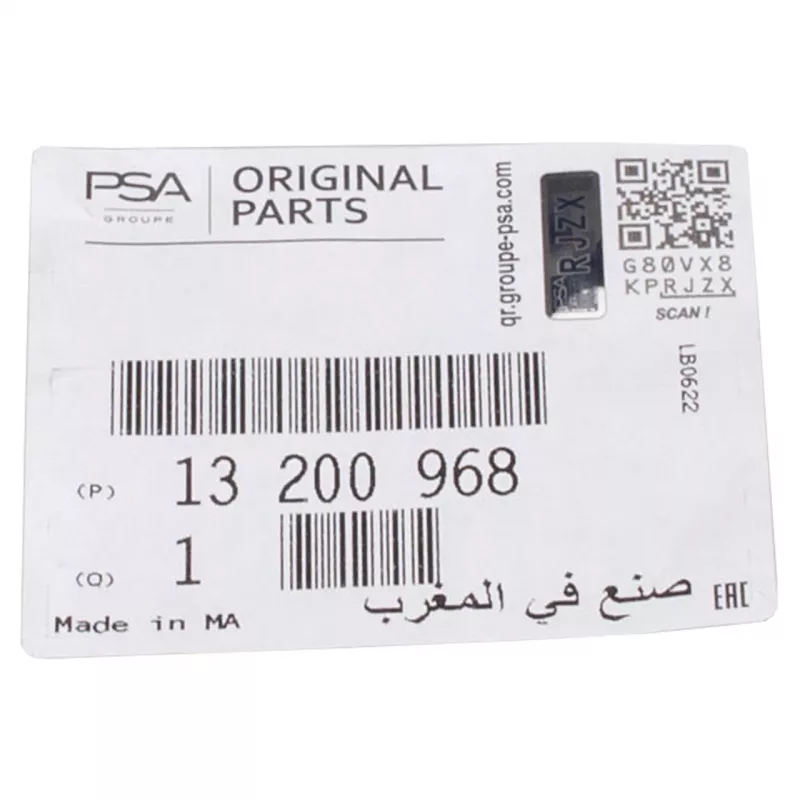 PSA
GROUPE
ORIGINAL
PARTS
qr.groupe-psa.com
PSA RJZX
G80VX8
KPRJZX
SCAN !
LB0622
(P) 13 200 968
(Q) 1
Made in MA
صنع في المغرب
EAC